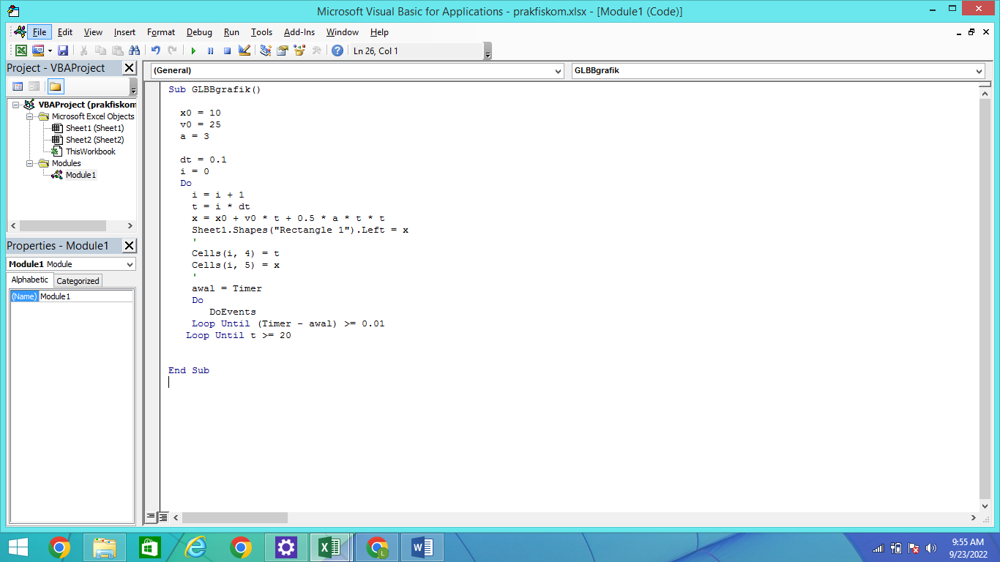 Microsoft Visual Basic for Applications - prakfiskom.xlsx - [Module1 (Code)]
File Edit View Insert Format Debug Run Tools Add-Ins Window Help
Ln 26, Col 1
Project - VBAProject
VBAProject (prakfiskom
Microsoft Excel Objects
Sheet1 (Sheet1)
Sheet2 (Sheet2)
ThisWorkbook
Modules
Module1
Properties - Module1
Module1 Module
Alphabetic Categorized
(Name) Module1
(General) GLBBgrafik
Sub GLBBgrafik()
x0 = 10
v0 = 25
a = 3
dt = 0.1
i = 0
Do
i = i + 1
t = i * dt
x = x0 + v0 * t + 0.5 * a * t * t
Sheet1.Shapes("Rectangle 1").Left = x
'
Cells(i, 4) = t
Cells(i, 5) = x
'
awal = Timer
Do
DoEvents
Loop Until (Timer - awal) >= 0.01
Loop Until t >= 20
End Sub
9:55 AM
9/23/2022